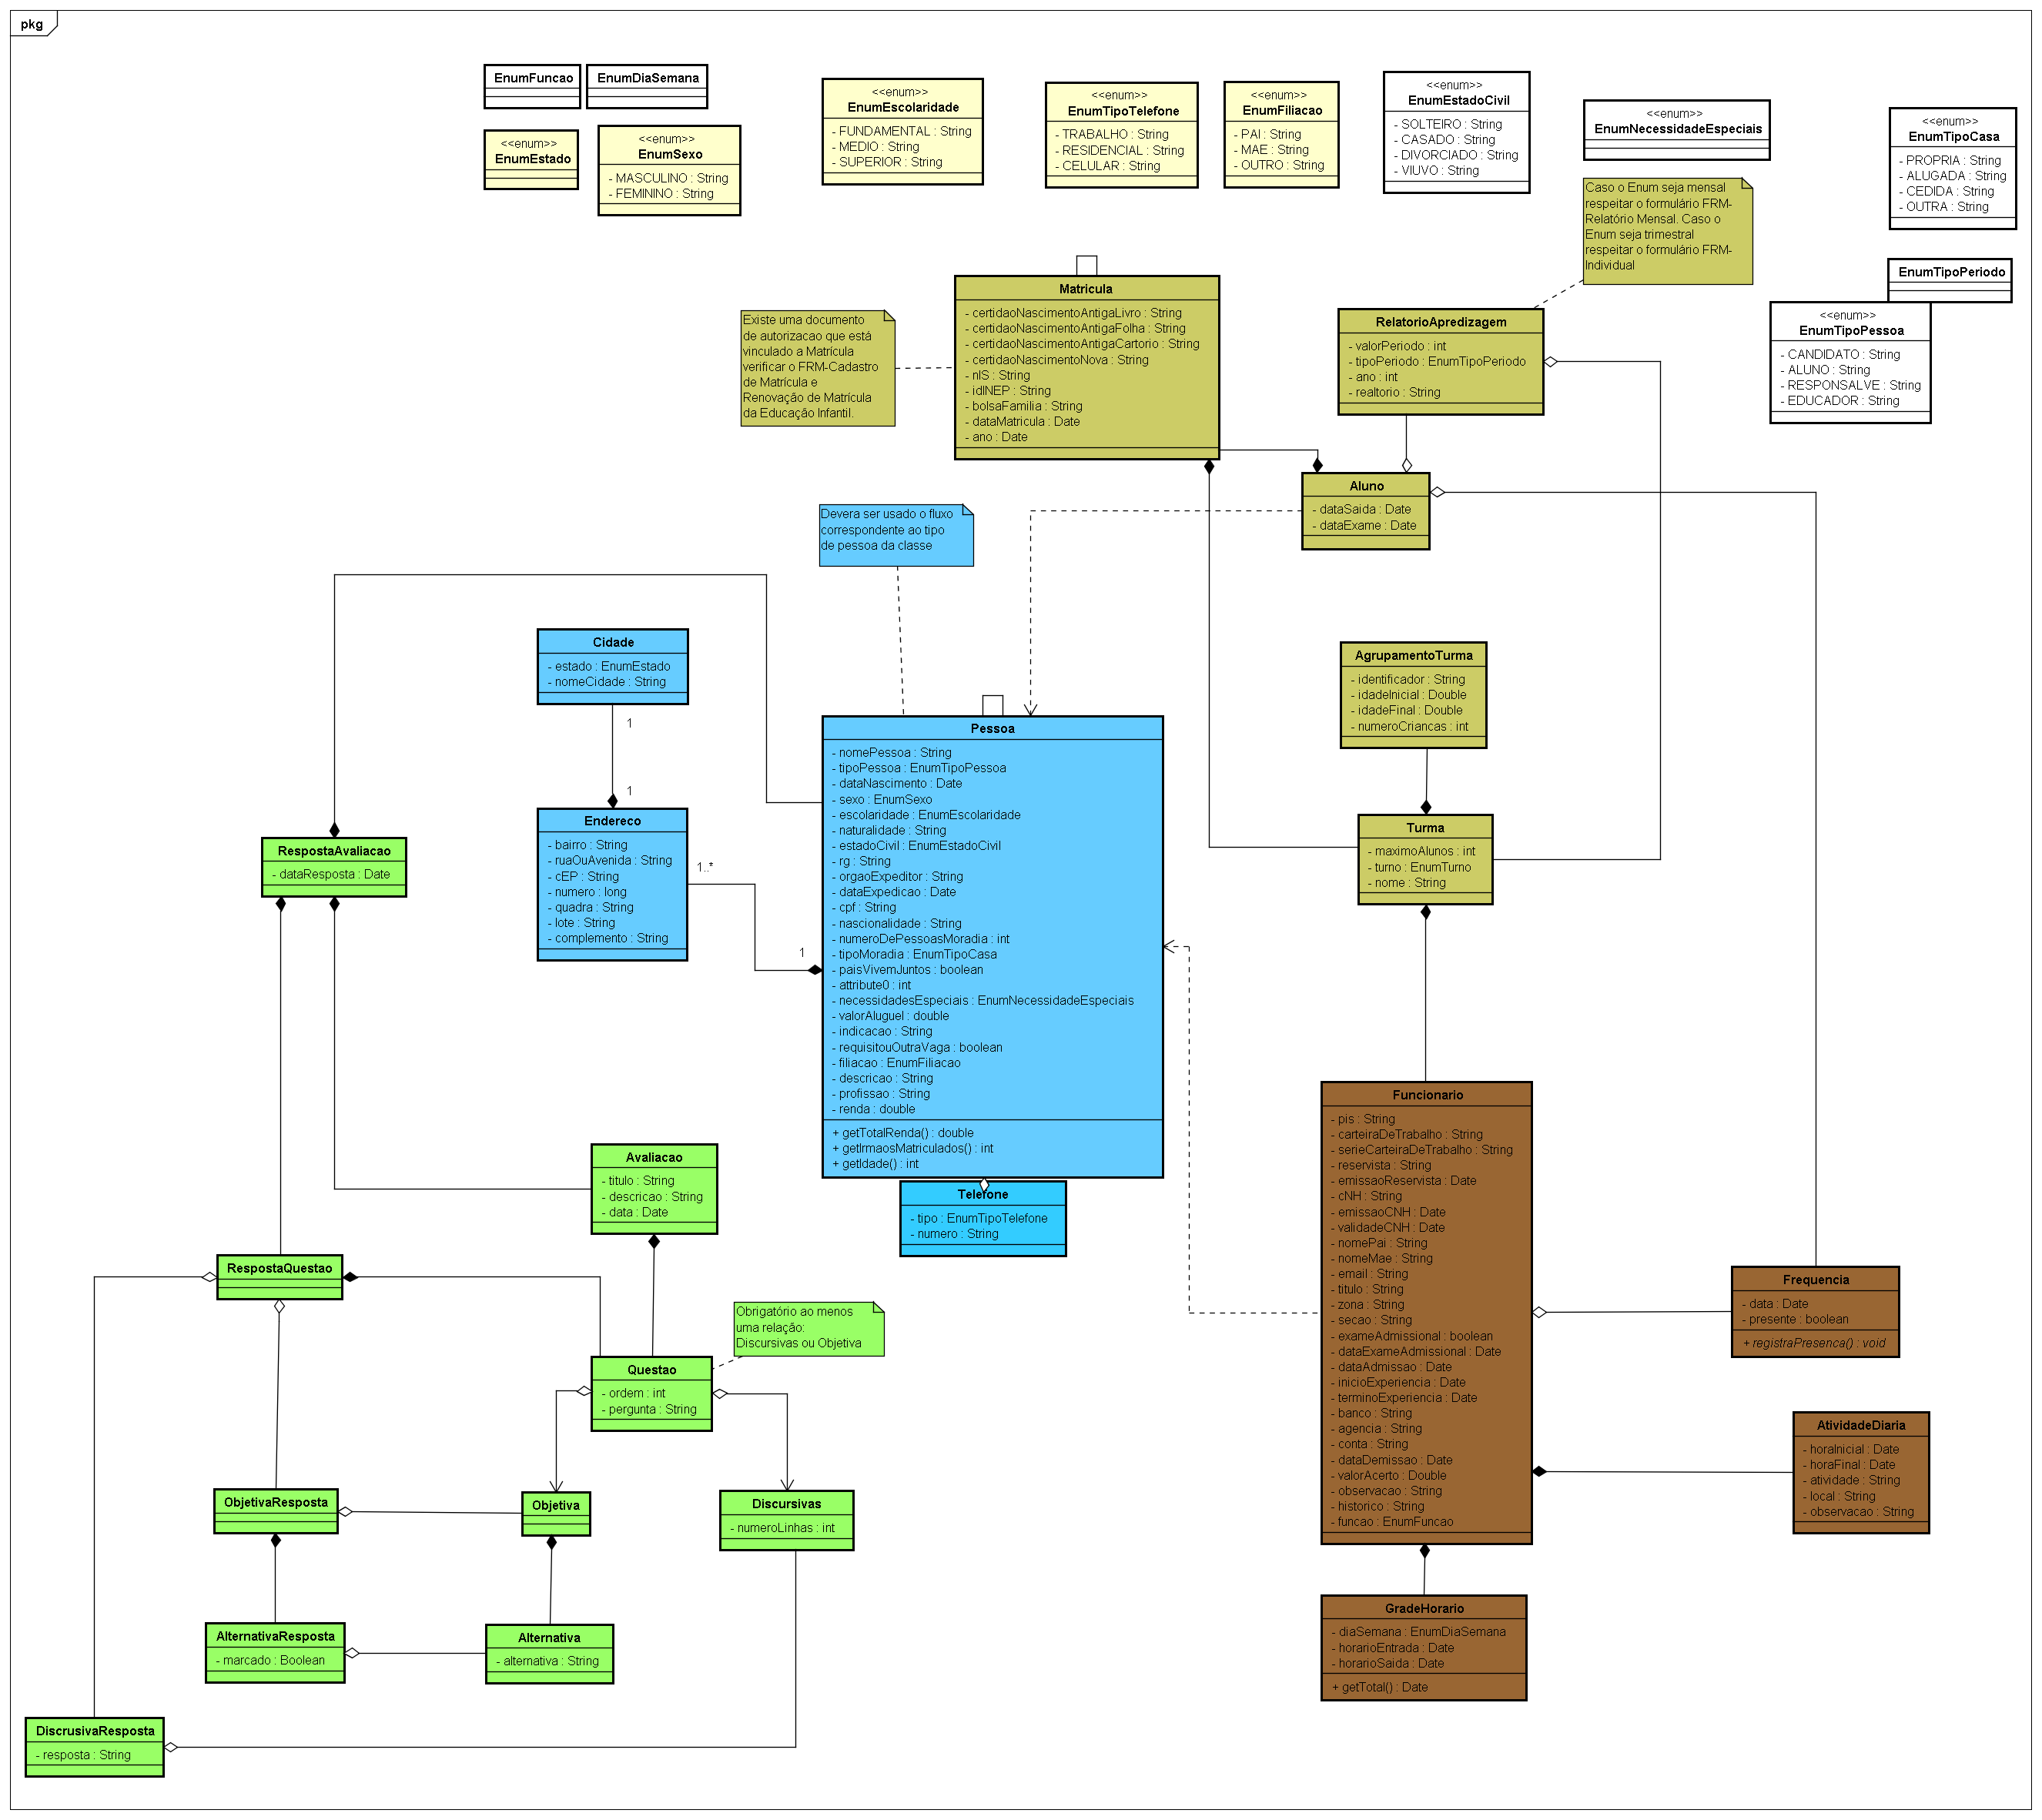 pkg
EnumFuncao
EnumDiaSemana
<<enum>>
EnumEstado
<<enum>>
EnumSexo
- MASCULINO : String
- FEMININO : String
<<enum>>
EnumEscolaridade
- FUNDAMENTAL : String
- MEDIO : String
- SUPERIOR : String
<<enum>>
EnumTipoTelefone
- TRABALHO : String
- RESIDENCIAL : String
- CELULAR : String
<<enum>>
EnumFiliacao
- PAI : String
- MAE : String
- OUTRO : String
<<enum>>
EnumEstadoCivil
- SOLTEIRO : String
- CASADO : String
- DIVORCIADO : String
- VIUVO : String
<<enum>>
EnumNecessidadeEspeciais
<<enum>>
EnumTipoCasa
- PROPRIA : String
- ALUGADA : String
- CEDIDA : String
- OUTRA : String
Caso o Enum seja mensal
respeitar o formulário FRM-
Relatório Mensal. Caso o
Enum seja trimestral
respeitar o formulário FRM-
Individual
EnumTipoPeriodo
<<enum>>
EnumTipoPessoa
- CANDIDATO : String
- ALUNO : String
- RESPONSALVE : String
- EDUCADOR : String
Existe uma documento
de autorizacao que está
vinculado a Matrícula
verificar o FRM-Cadastro
de Matrícula e
Renovação de Matrícula
da Educação Infantil.
Matricula
- certidaoNascimentoAntigaLivro : String
- certidaoNascimentoAntigaFolha : String
- certidaoNascimentoAntigaCartorio : String
- certidaoNascimentoNova : String
- nIS : String
- idINEP : String
- bolsaFamilia : String
- dataMatricula : Date
- ano : Date
RelatorioApredizagem
- valorPeriodo : int
- tipoPeriodo : EnumTipoPeriodo
- ano : int
- realtorio : String
Aluno
- dataSaida : Date
- dataExame : Date
Devera ser usado o fluxo
correspondente ao tipo
de pessoa da classe
Cidade
- estado : EnumEstado
- nomeCidade : String
1
1
Endereco
- bairro : String
- ruaOuAvenida : String
- cEP : String
- numero : long
- quadra : String
- lote : String
- complemento : String
1..*
1
Pessoa
- nomePessoa : String
- tipoPessoa : EnumTipoPessoa
- dataNascimento : Date
- sexo : EnumSexo
- escolaridade : EnumEscolaridade
- naturalidade : String
- estadoCivil : EnumEstadoCivil
- rg : String
- orgaoExpeditor : String
- dataExpedicao : Date
- cpf : String
- nascionalidade : String
- numeroDePessoasMoradia : int
- tipoMoradia : EnumTipoCasa
- paisVivemJuntos : boolean
- attribute0 : int
- necessidadesEspeciais : EnumNecessidadeEspeciais
- valorAluguel : double
- indicacao : String
- requisitouOutraVaga : boolean
- filiacao : EnumFiliacao
- descricao : String
- profissao : String
- renda : double
+ getTotalRenda() : double
+ getIrmaosMatriculados() : int
+ getIdade() : int
Telefone
- tipo : EnumTipoTelefone
- numero : String
AgrupamentoTurma
- identificador : String
- idadeInicial : Double
- idadeFinal : Double
- numeroCriancas : int
Turma
- maximoAlunos : int
- turno : EnumTurno
- nome : String
RespostaAvaliacao
- dataResposta : Date
Avaliacao
- titulo : String
- descricao : String
- data : Date
RespostaQuestao
Obrigatório ao menos
uma relação:
Discursivas ou Objetiva
Questao
- ordem : int
- pergunta : String
ObjetivaResposta
Objetiva
Discursivas
- numeroLinhas : int
AlternativaResposta
- marcado : Boolean
Alternativa
- alternativa : String
DiscrusivaResposta
- resposta : String
Funcionario
- pis : String
- carteiraDeTrabalho : String
- serieCarteiraDeTrabalho : String
- reservista : String
- emissaoReservista : Date
- cNH : String
- emissaoCNH : Date
- validadeCNH : Date
- nomePai : String
- nomeMae : String
- email : String
- titulo : String
- zona : String
- secao : String
- exameAdmissional : boolean
- dataExameAdmissional : Date
- dataAdmissao : Date
- inicioExperiencia : Date
- terminoExperiencia : Date
- banco : String
- agencia : String
- conta : String
- dataDemissao : Date
- valorAcerto : Double
- observacao : String
- historico : String
- funcao : EnumFuncao
Frequencia
- data : Date
- presente : boolean
+ registraPresenca() : void
AtividadeDiaria
- horaInicial : Date
- horaFinal : Date
- atividade : String
- local : String
- observacao : String
GradeHorario
- diaSemana : EnumDiaSemana
- horarioEntrada : Date
- horarioSaida : Date
+ getTotal() : Date